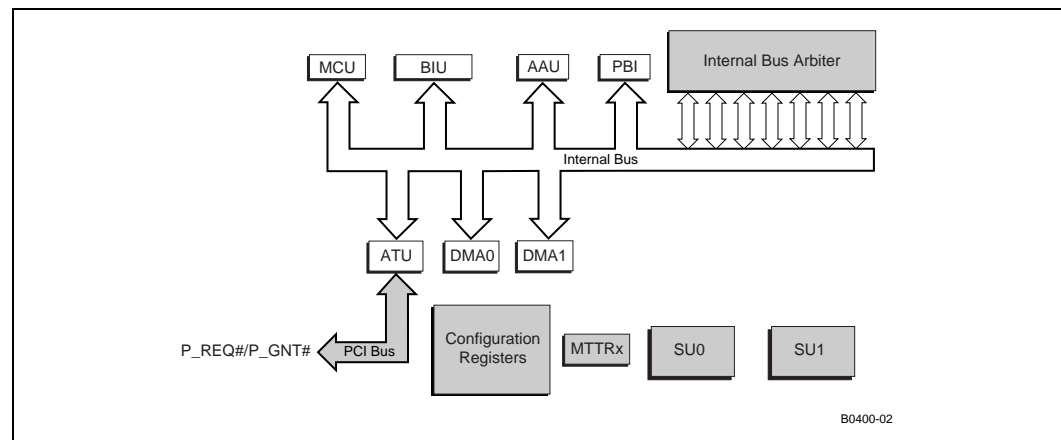 MCU
BIU
AAU
PBI
Internal Bus Arbiter
Internal Bus
ATU
DMA0
DMA1
P_REQ#/P_GNT#
PCI Bus
Configuration
Registers
MTTRx
SU0
SU1
B0400-02